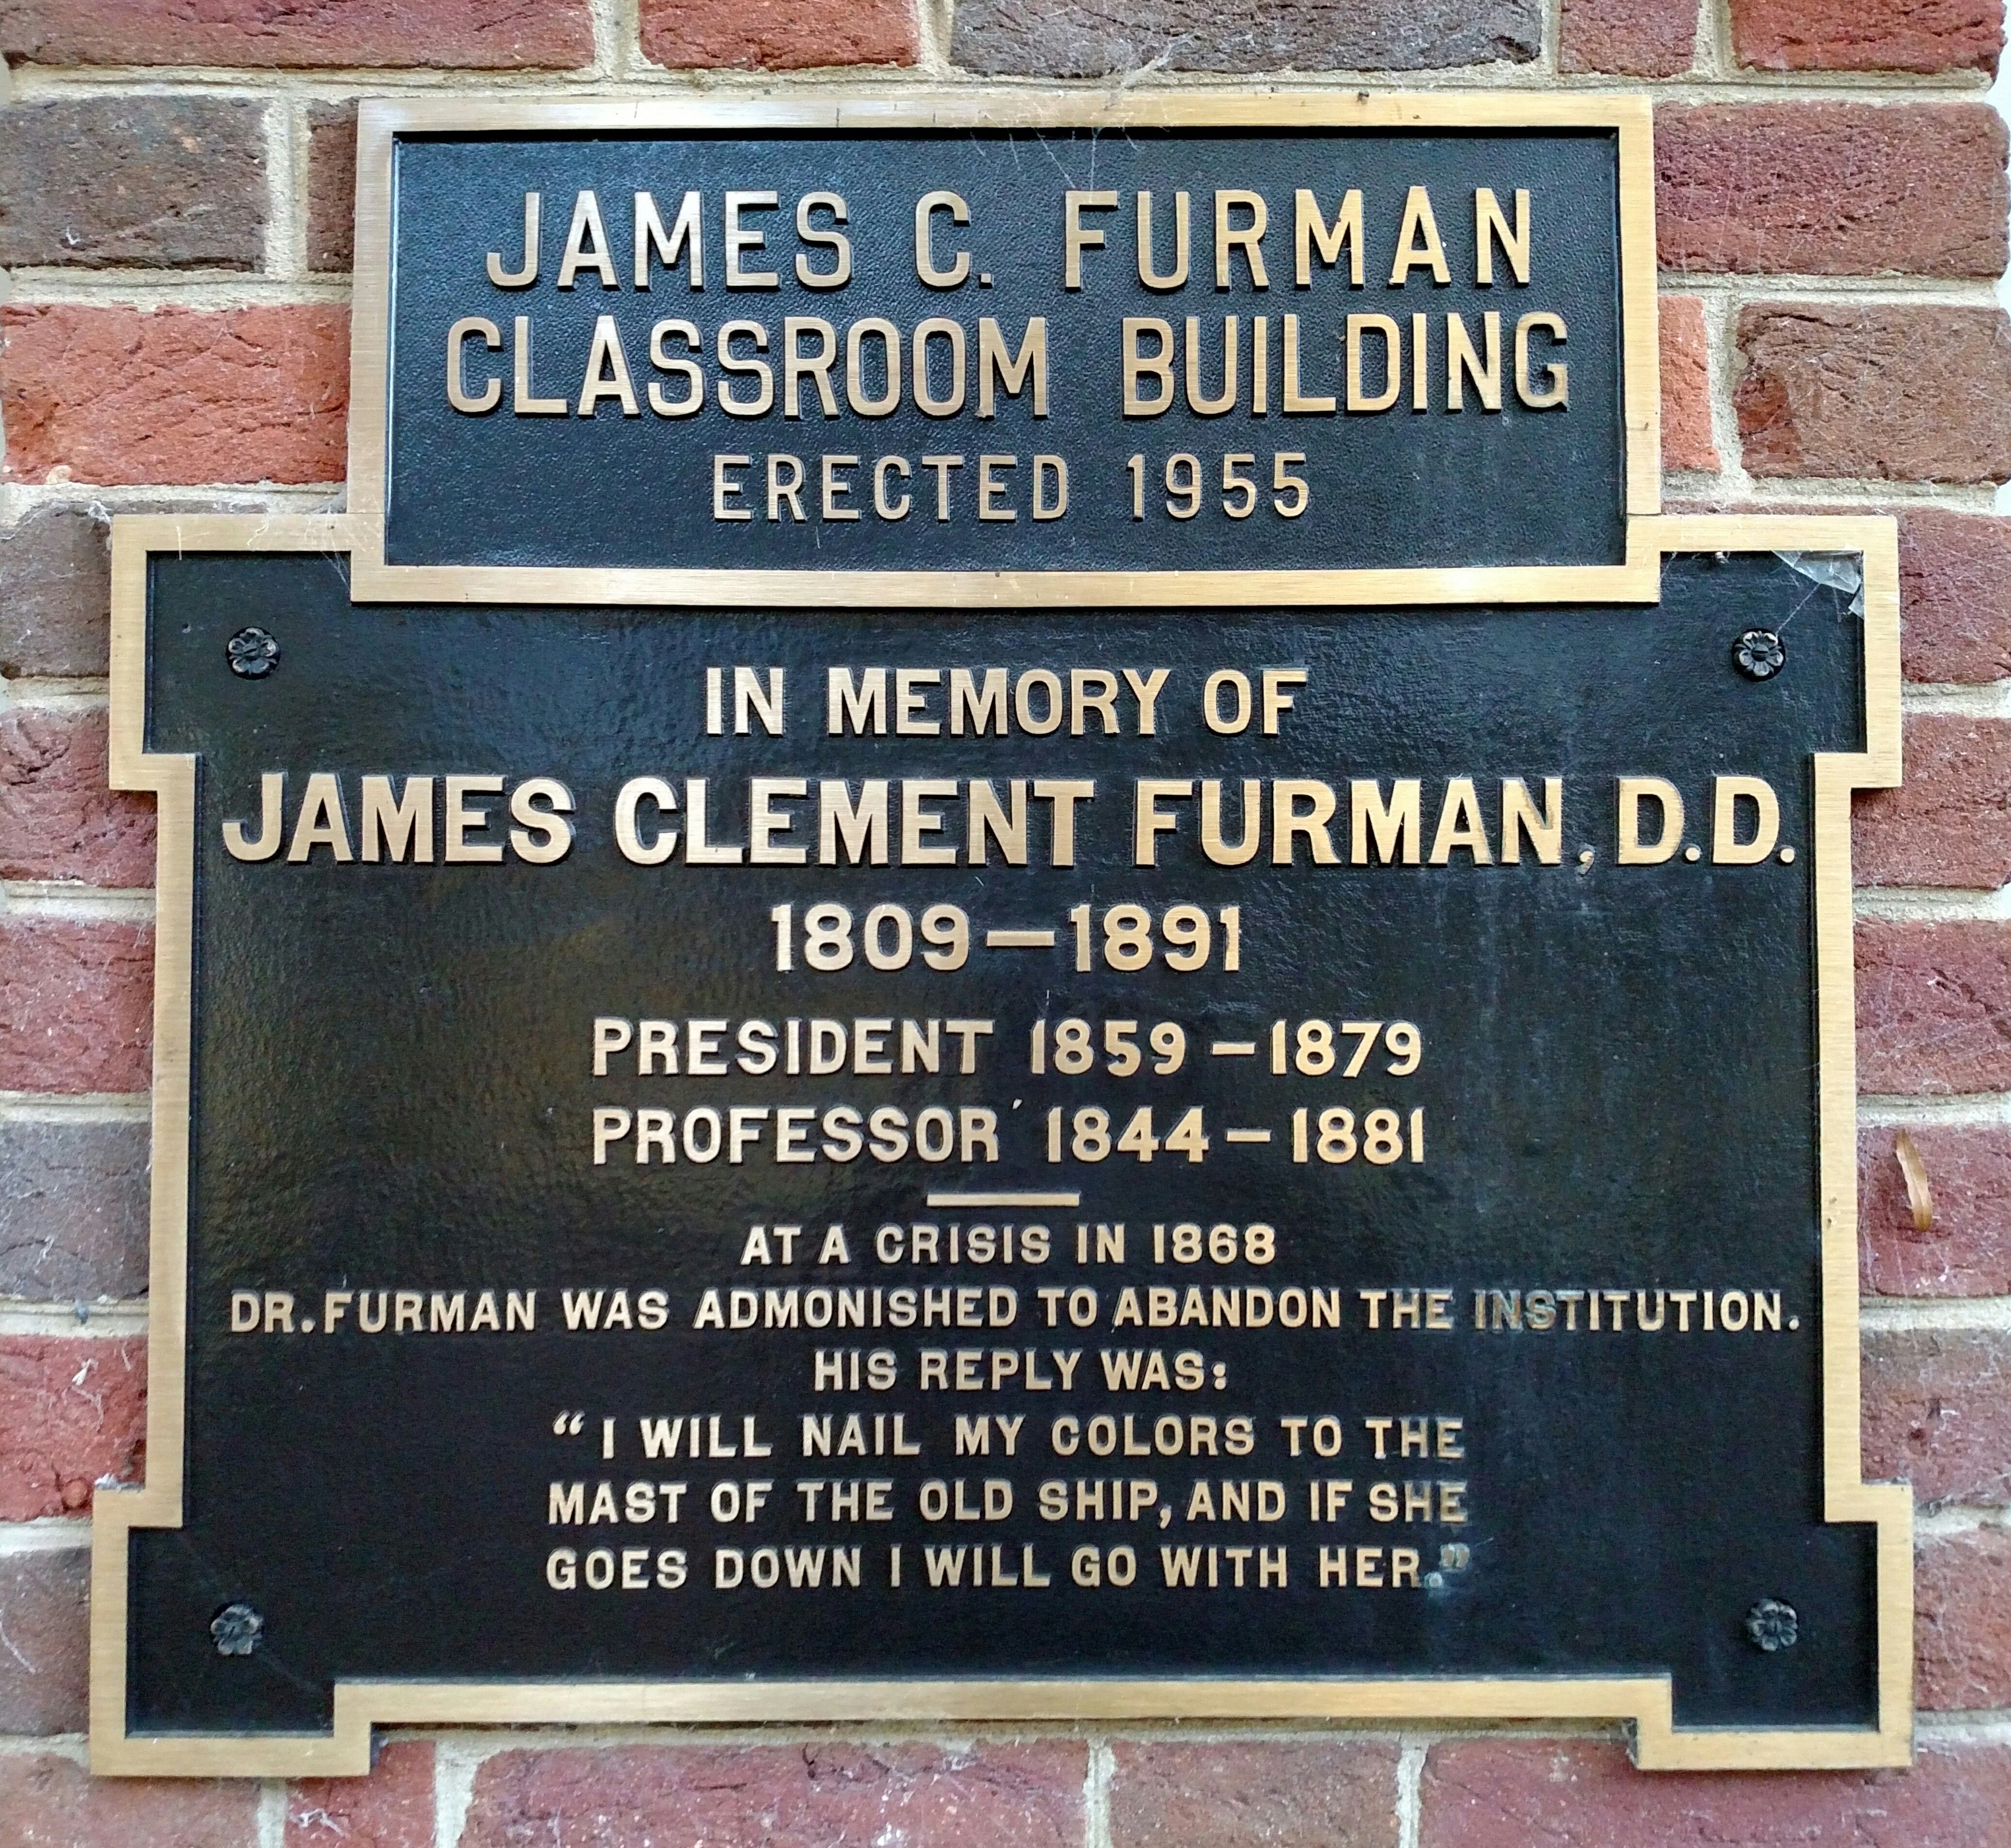 JAMES C. FURMAN
CLASSROOM BUILDING
ERECTED 1955
IN MEMORY OF
JAMES CLEMENT FURMAN, D.D.
1809—1891
PRESIDENT 1859—1879
PROFESSOR 1844—1881
AT A CRISIS IN 1868
DR. FURMAN WAS ADMONISHED TO ABANDON THE INSTITUTION.
HIS REPLY WAS:
“I WILL NAIL MY COLORS TO THE
MAST OF THE OLD SHIP, AND IF SHE
GOES DOWN I WILL GO WITH HER.”